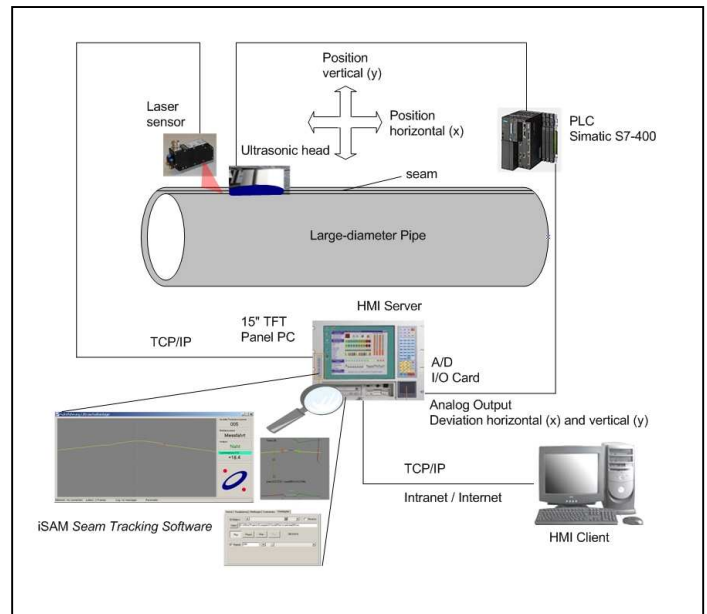 Position
vertical (y)
Laser
sensor
Position
horizontal (x)
PLC
Simatic S7-400
Ultrasonic head
seam
Large-diameter Pipe
HMI Server
15" TFT
Panel PC
TCP/IP
A/D
I/O Card
Analog Output
Deviation horizontal (x) and vertical (y)
TCP/IP
Intranet / Internet
iSAM Seam Tracking Software
HMI Client